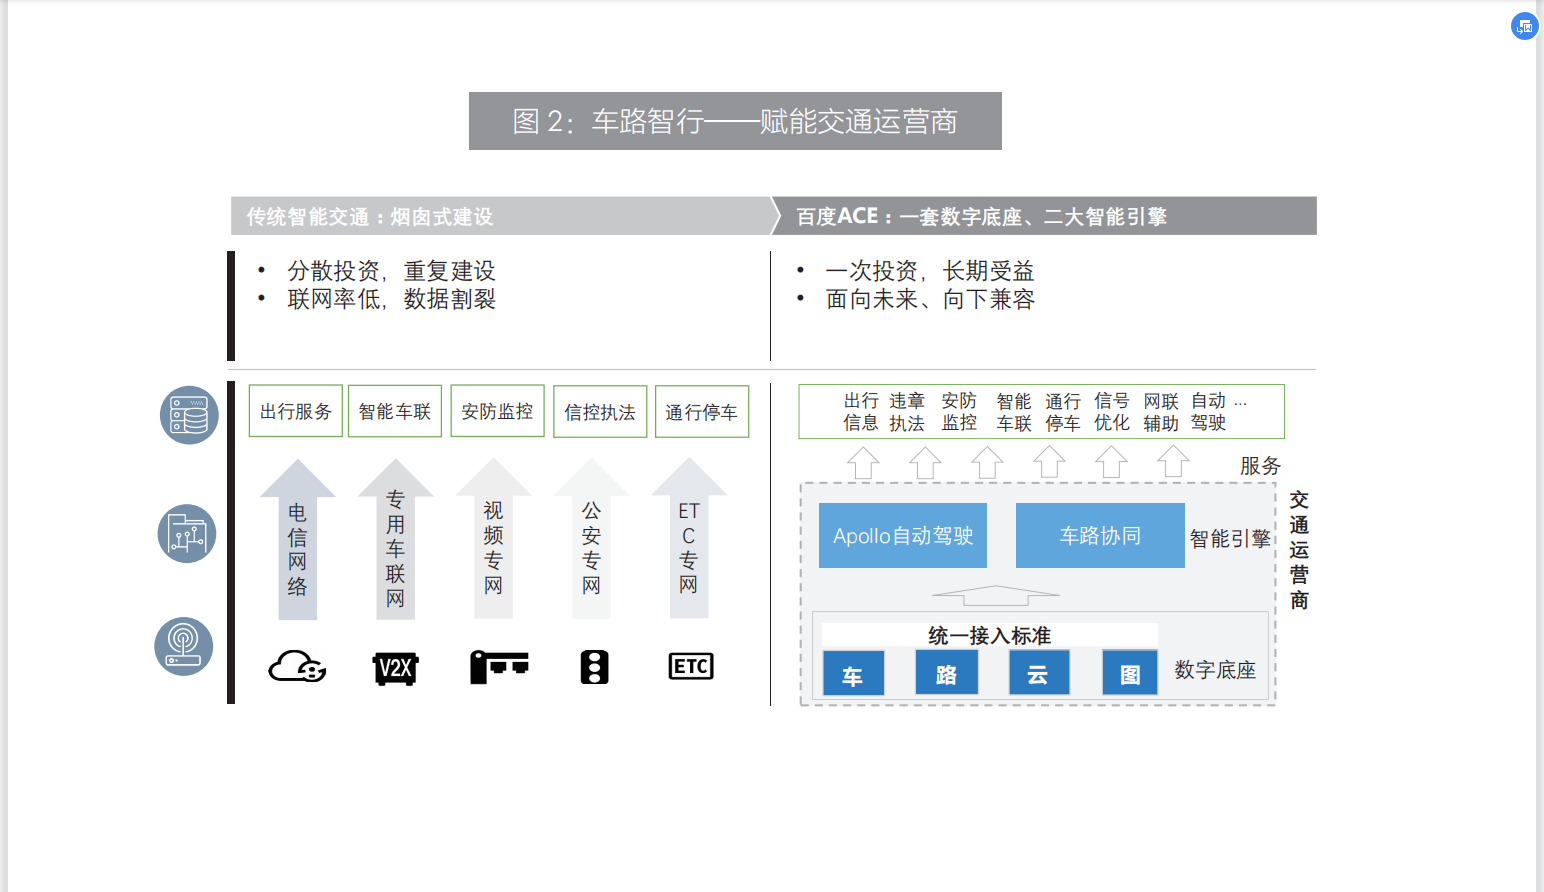 图 2：车路智行——赋能交通运营商
传统智能交通：烟囱式建设
百度ACE：一套数字底座、二大智能引擎
• 分散投资，重复建设
• 联网率低，数据割裂
• 一次投资，长期受益
• 面向未来、向下兼容
出行服务
智能车联
安防监控
信控执法
通行停车
电信网络
专用车联网
视频专网
公安专网
ETC专网
V2X
ETC
出行 违章 安防 智能 通行 信号 网联 自动 ...
信息 执法 监控 车联 停车 优化 辅助 驾驶
服务
Apollo自动驾驶
车路协同
智能引擎
交通运营商
统一接入标准
车
路
云
图
数字底座